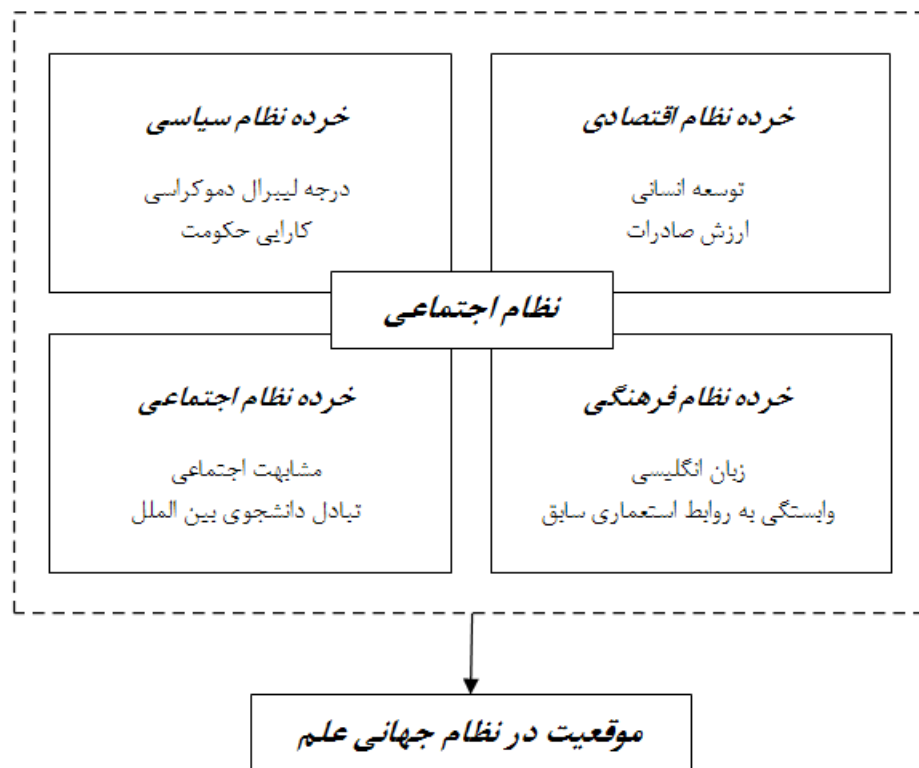 خرده نظام اقتصادی
توسعه انسانی
ارزش صادرات
خرده نظام سیاسی
درجه لیبرال دموکراسی
کارایی حکومت
نظام اجتماعی
خرده نظام فرهنگی
زبان انگلیسی
وابستگی به روابط استعماری سابق
خرده نظام اجتماعی
مشابهت اجتماعی
تبادل دانشجوی بین الملل
موقعیت در نظام جهانی علم